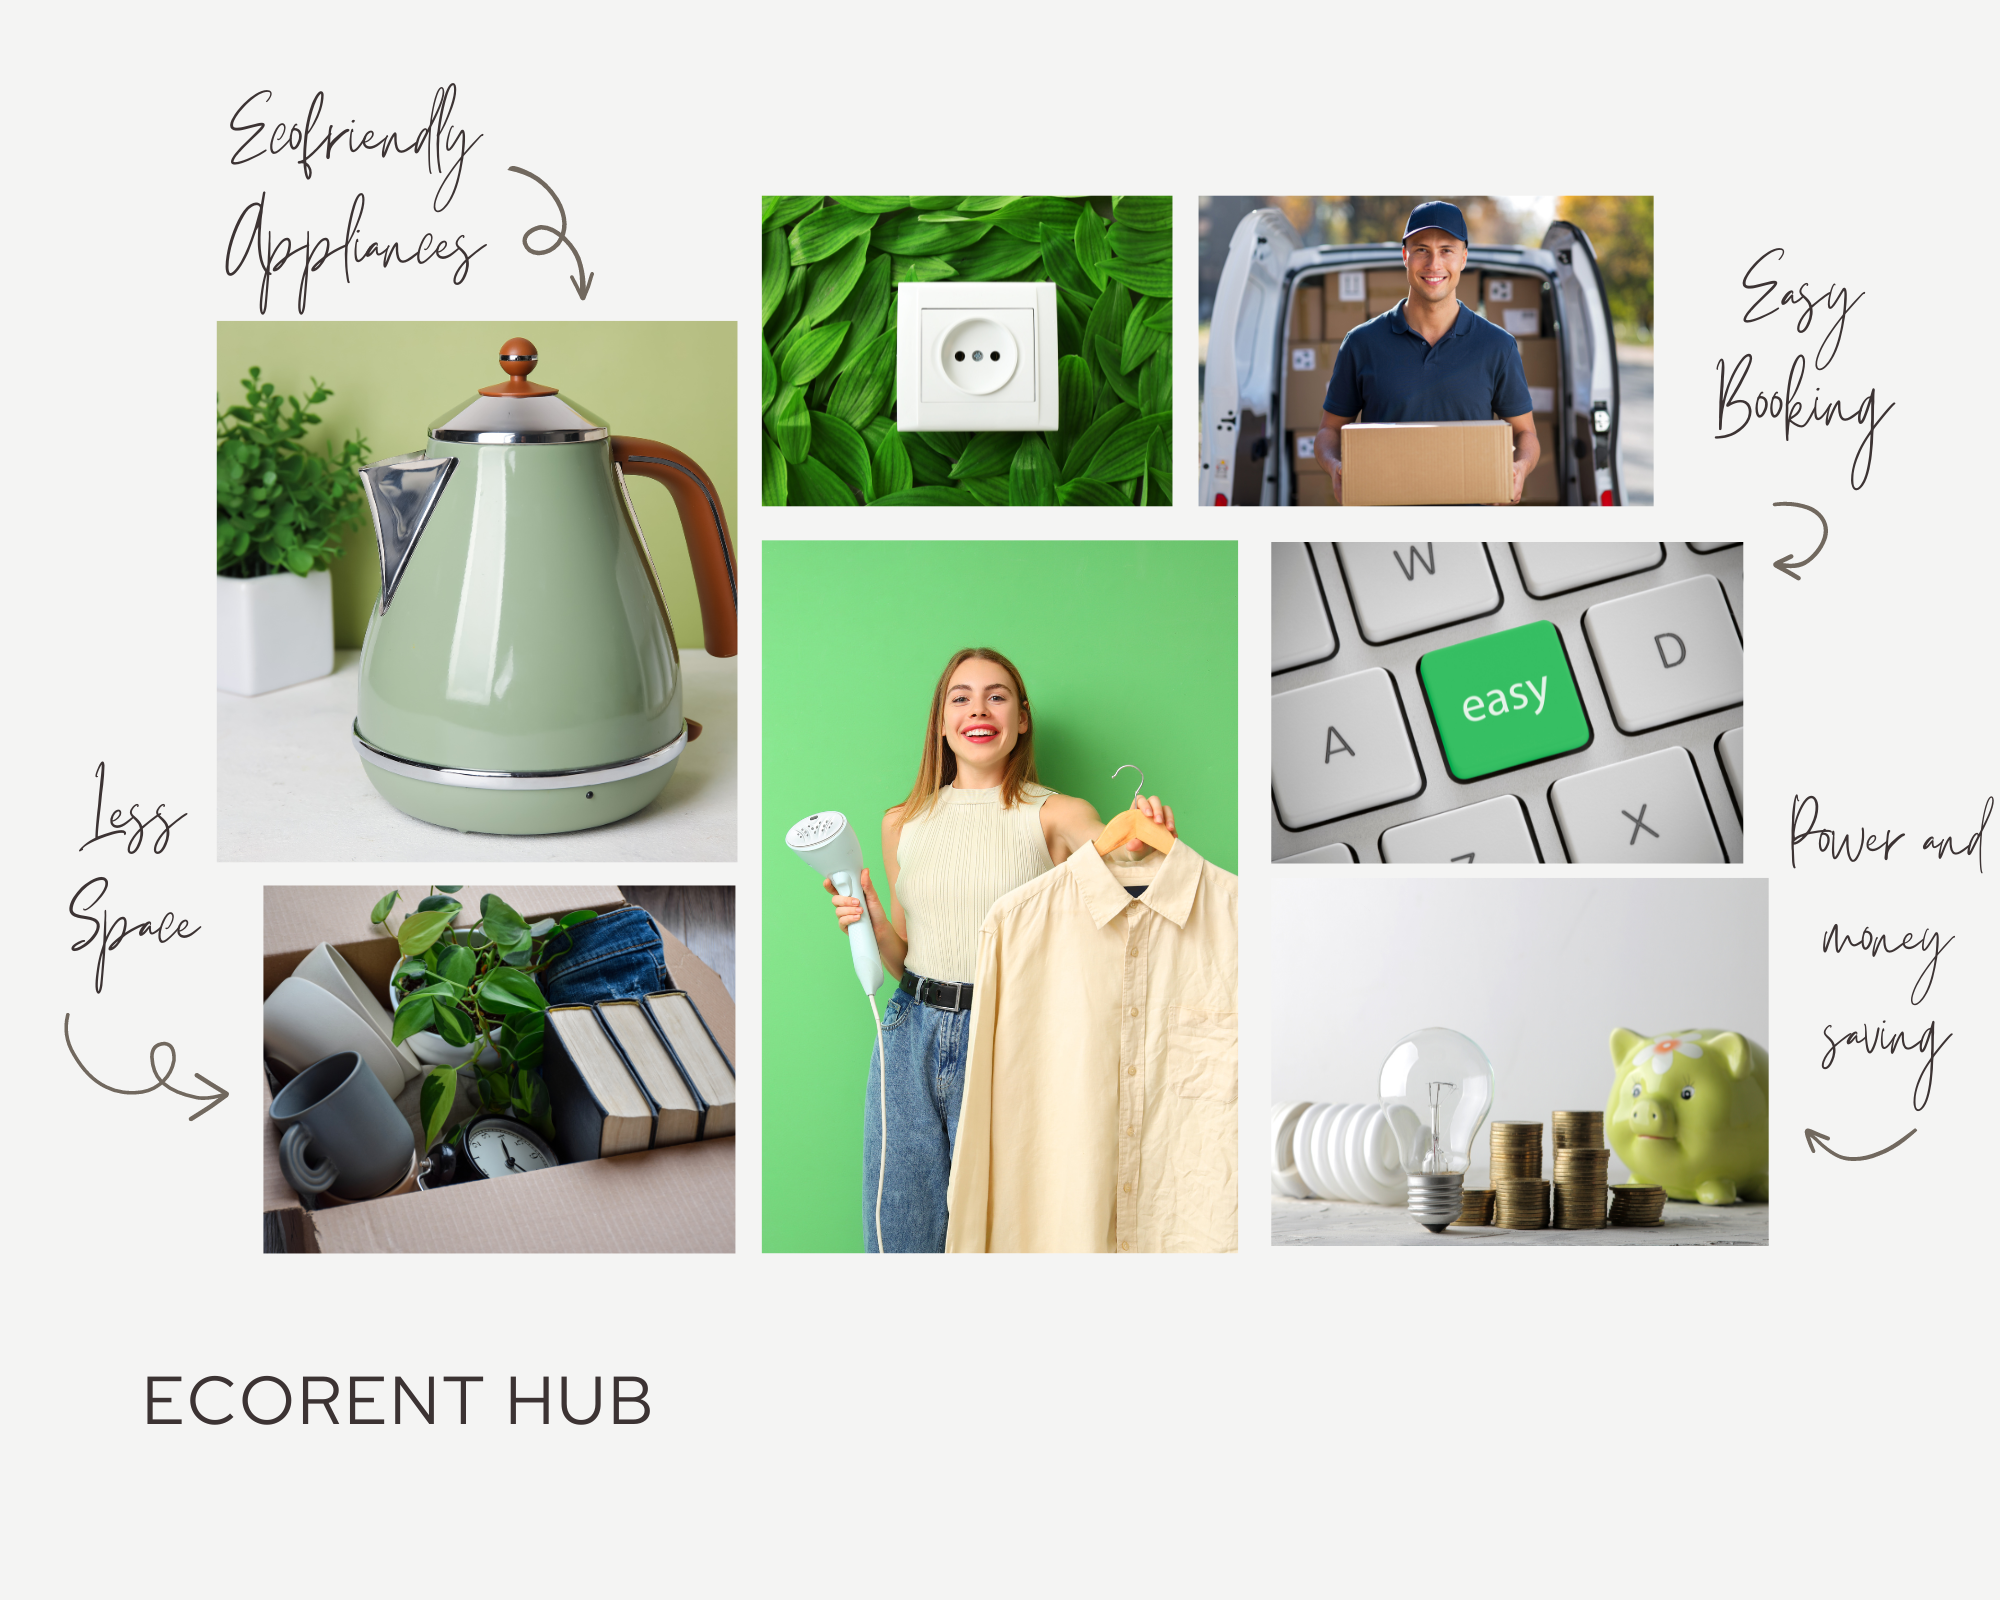 Ecofriendly
Appliances
Easy
Booking
W
D
easy
A
X
Z
Less
Space
Power and
money
saving
ECORENT HUB